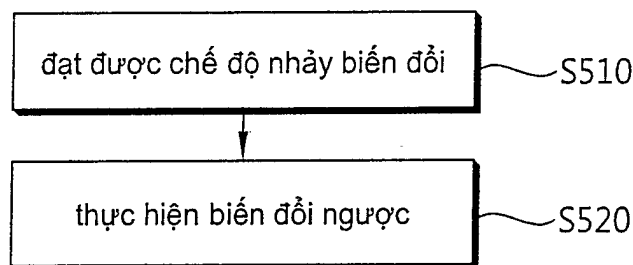 đạt được chế độ nhảy biến đổi
S510
thực hiện biến đổi ngược
S520